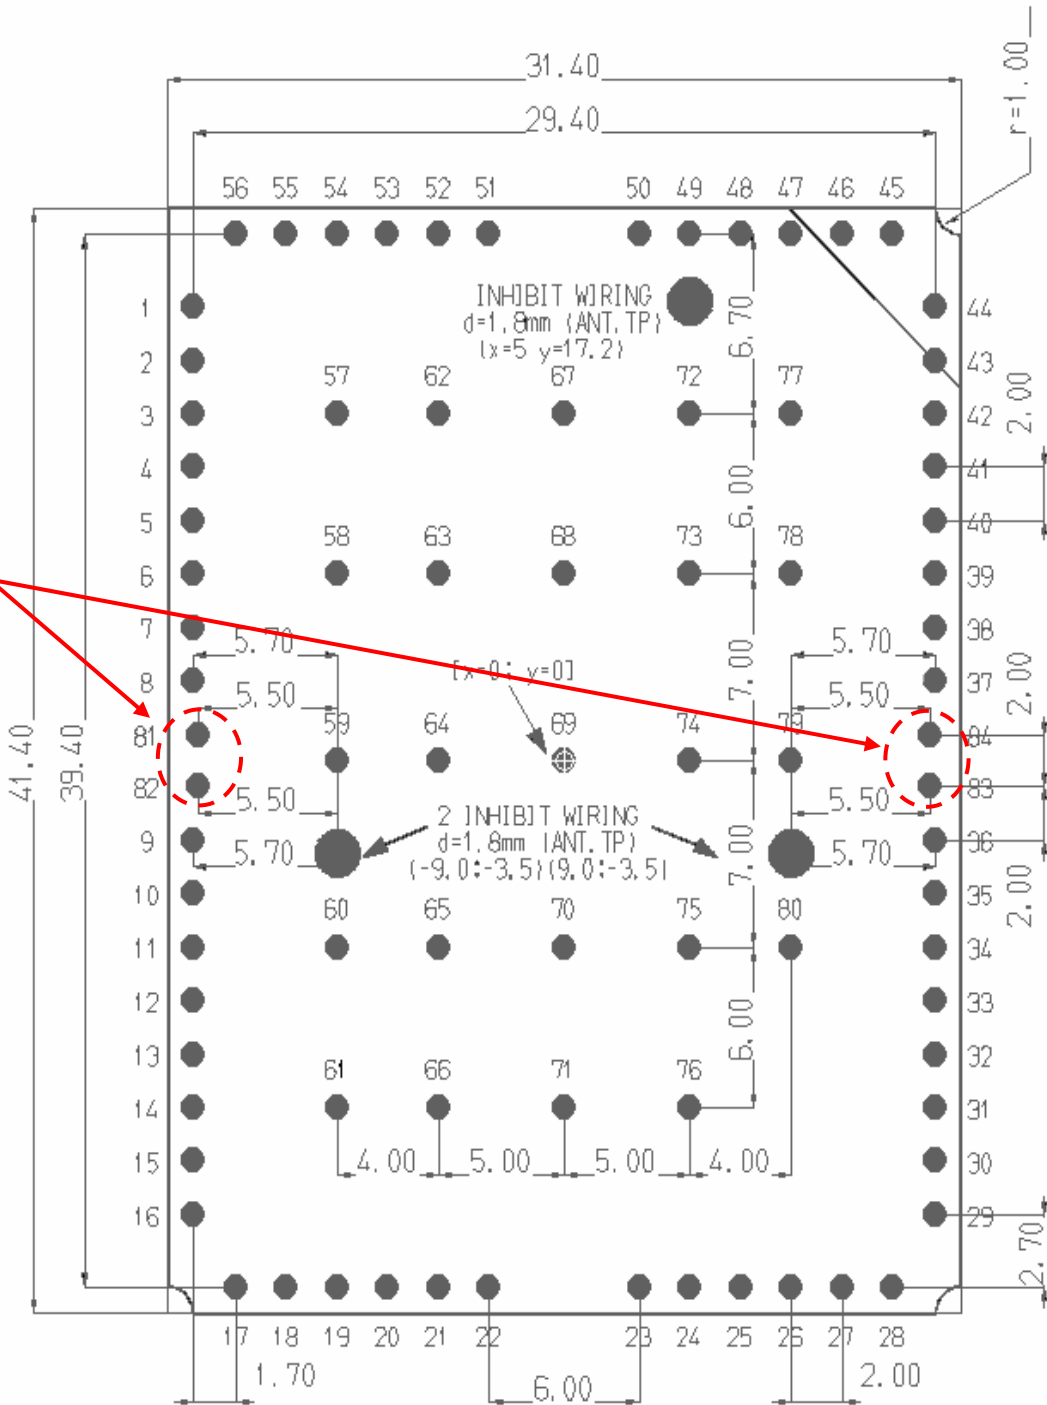 31.40
r=1.00
29.40
56 55 54 53 52 51 50 49 48 47 46 45
INHIBIT WIRING
d=1.8mm (ANT.TP)
(x=5 y=17.2)
6.70
1 44
2 43
57 62 67 72 77
3 42
2.00
4 41
6.00
5 40
58 63 68 73 78
6 39
7 38
5.70 5.70
[x=0; y=0]
7.00
8 37
5.50 5.50
2.00
81 59 64 69 74 79 84
41.40
39.40
82 83
5.50 5.50
2 INHIBIT WIRING
d=1.8mm (ANT.TP)
(-9.0:-3.5)(9.0:-3.5)
7.00
9 36
5.70 5.70
2.00
10 35
60 65 70 75 80
11 34
12 33
6.00
13 32
61 66 71 76
14 31
4.00 5.00 5.00 4.00
15 30
16 29
2.70
17 18 19 20 21 22 23 24 25 26 27 28
1.70
6.00
2.00